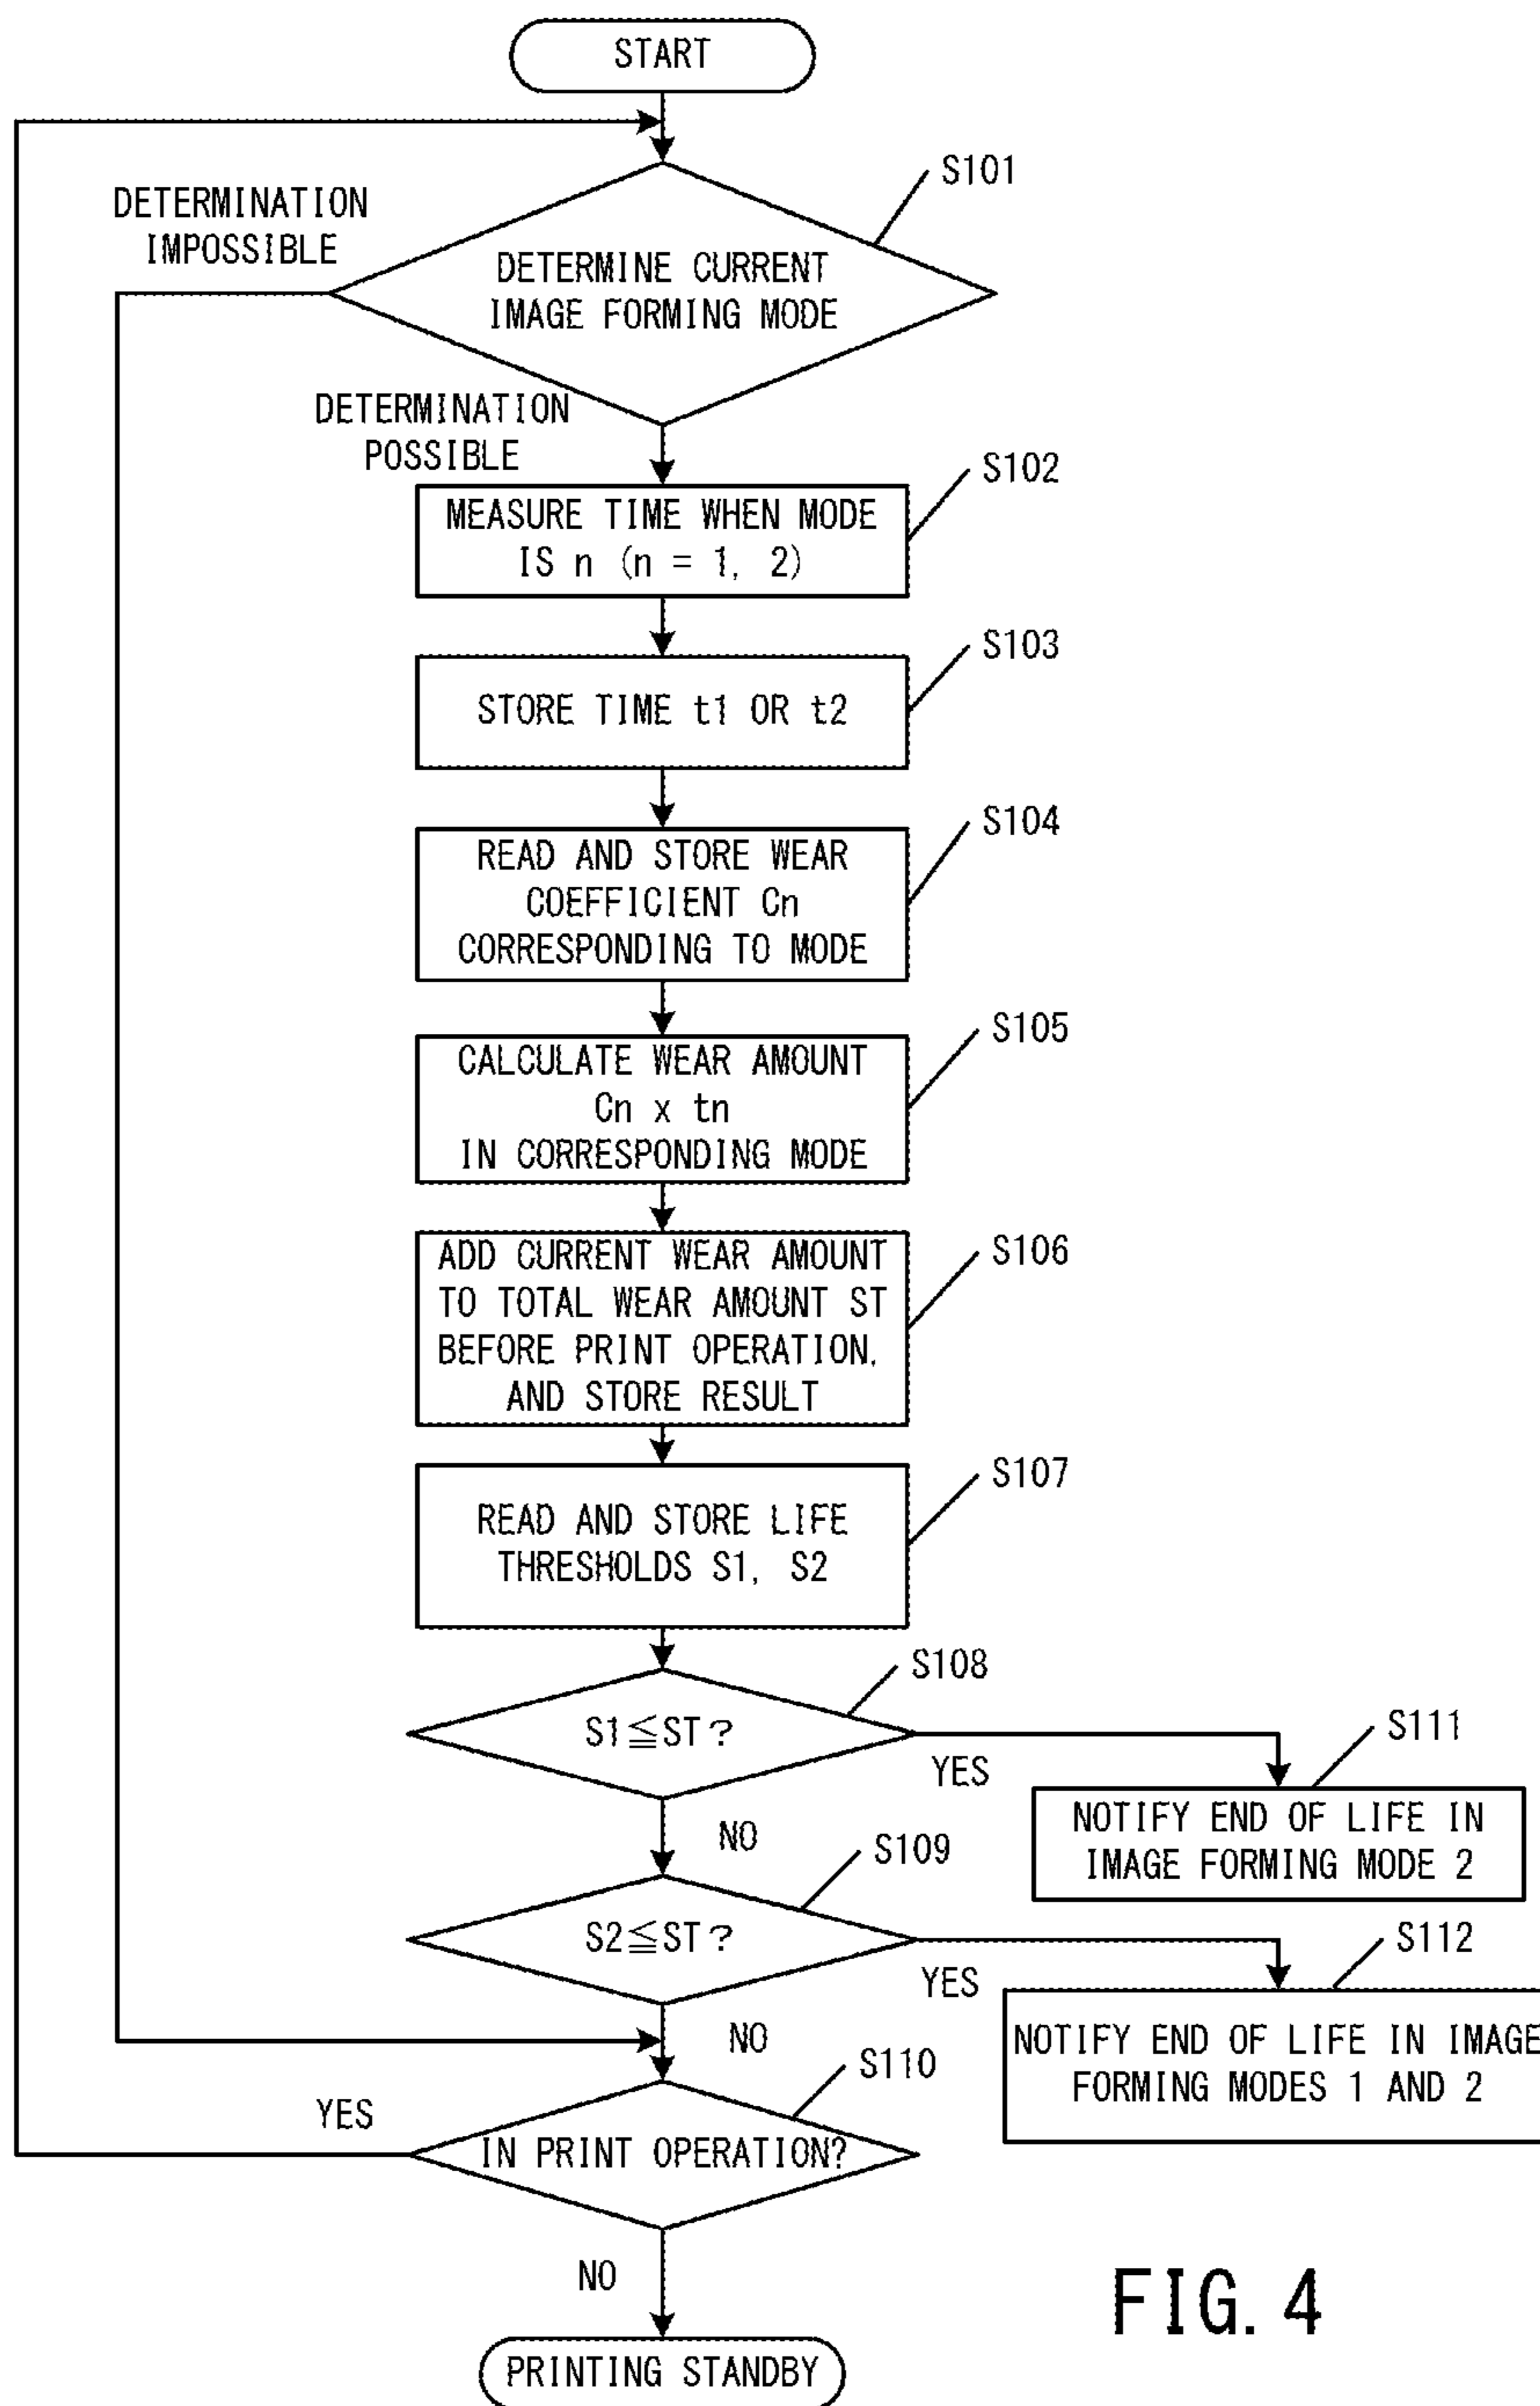 START
S101
DETERMINATION
IMPOSSIBLE
DETERMINE CURRENT
IMAGE FORMING MODE
DETERMINATION
POSSIBLE
S102
MEASURE TIME WHEN MODE
IS n (n = 1, 2)
S103
STORE TIME t1 OR t2
S104
READ AND STORE WEAR
COEFFICIENT Cn
CORRESPONDING TO MODE
S105
CALCULATE WEAR AMOUNT
Cn x tn
IN CORRESPONDING MODE
S106
ADD CURRENT WEAR AMOUNT
TO TOTAL WEAR AMOUNT ST
BEFORE PRINT OPERATION,
AND STORE RESULT
S107
READ AND STORE LIFE
THRESHOLDS S1, S2
S108
S1≦ST?
YES
S111
NOTIFY END OF LIFE IN
IMAGE FORMING MODE 2
NO
S109
S2≦ST?
YES
S112
NOTIFY END OF LIFE IN IMAGE
FORMING MODES 1 AND 2
NO
S110
YES
IN PRINT OPERATION?
NO
PRINTING STANDBY
FIG. 4